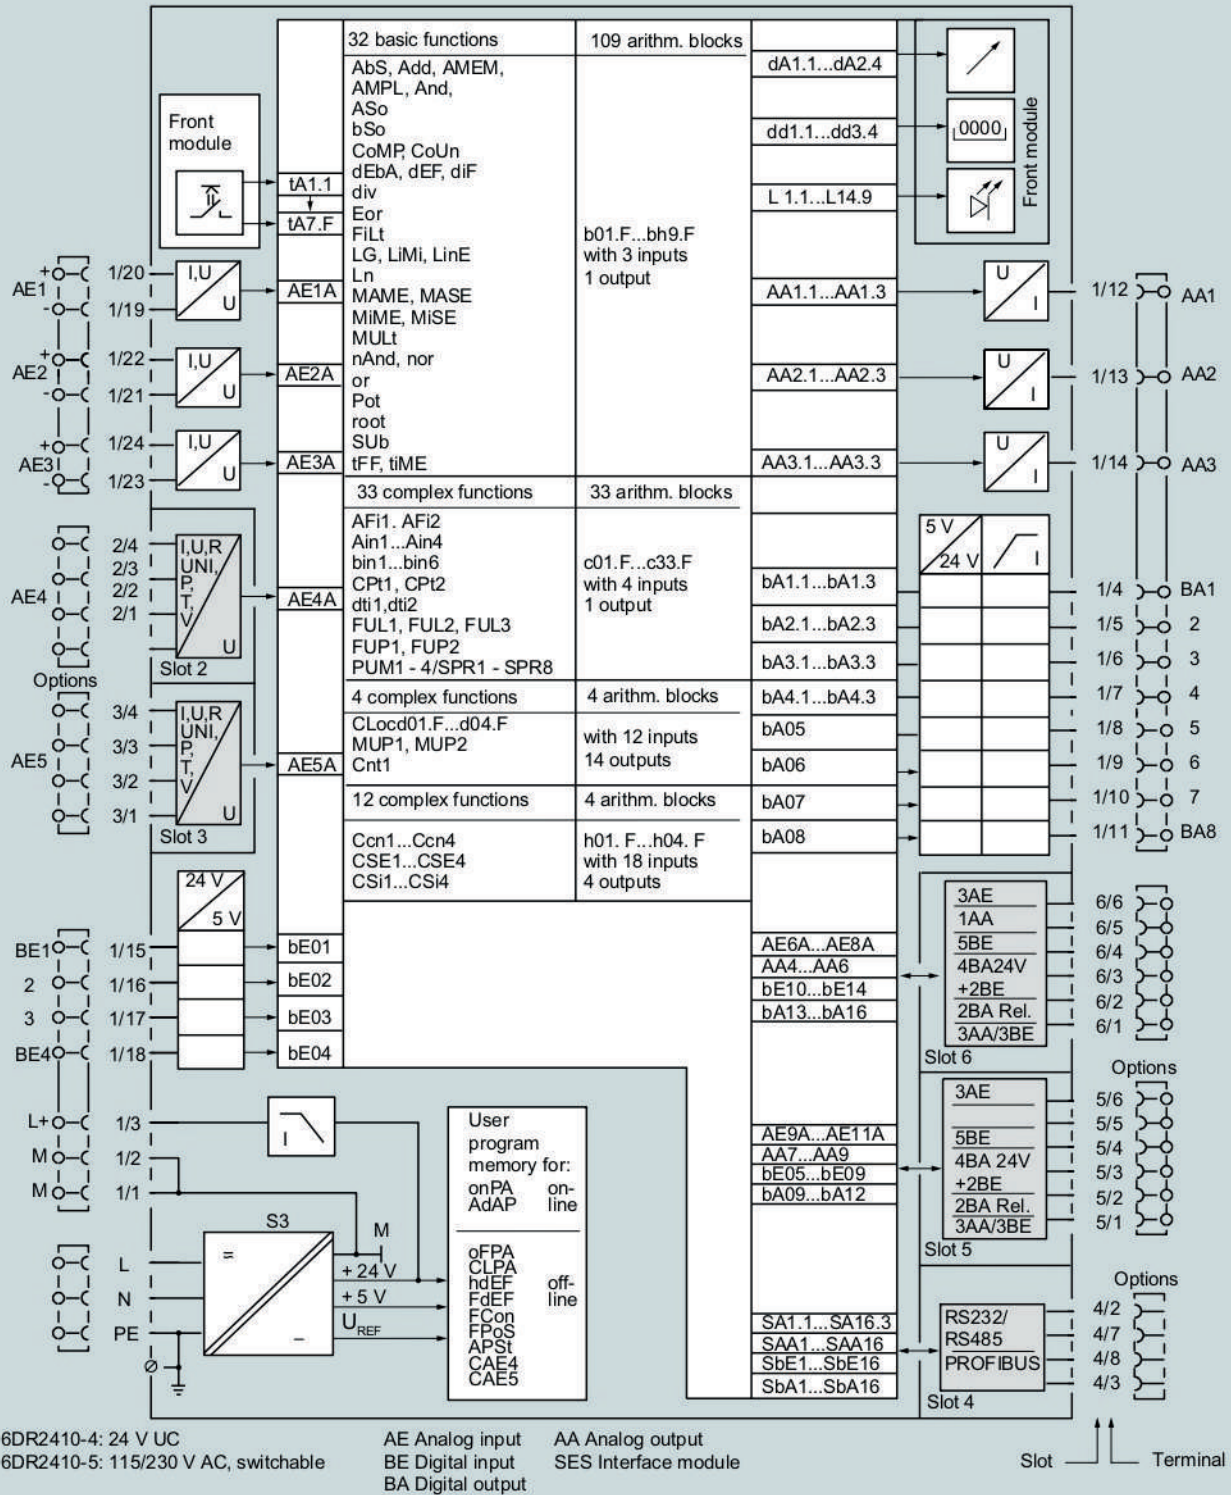 32 basic functions
109 arithm. blocks
AbS, Add, AMEM,
AMPL, And,
ASo
bSo
CoMP, CoUn
dEbA, dEF, diF
div
Eor
FiLt
LG, LiMi, LinE
Ln
MAME, MASE
MiME, MiSE
MULt
nAnd, nor
or
Pot
root
SUb
tFF, tiME
b01.F...bh9.F
with 3 inputs
1 output
33 complex functions
33 arithm. blocks
AFi1. AFi2
Ain1...Ain4
bin1...bin6
CPt1, CPt2
dti1,dti2
FUL1, FUL2, FUL3
FUP1, FUP2
PUM1 - 4/SPR1 - SPR8
c01.F...c33.F
with 4 inputs
1 output
4 complex functions
4 arithm. blocks
CLocd01.F...d04.F
MUP1, MUP2
Cnt1
with 12 inputs
14 outputs
12 complex functions
4 arithm. blocks
Ccn1...Ccn4
CSE1...CSE4
CSi1...CSi4
h01. F...h04. F
with 18 inputs
4 outputs
Front
module
tA1.1
tA7.F
AE1
+
-
1/20
1/19
I,U
U
AE1A
AE2
+
-
1/22
1/21
I,U
U
AE2A
AE3
+
-
1/24
1/23
I,U
U
AE3A
AE4
2/4
2/3
2/2
2/1
I,U,R
UNI,
P,
T,
V
U
Slot 2
AE4A
Options
AE5
3/4
3/3
3/2
3/1
I,U,R
UNI,
P,
T,
V
U
Slot 3
AE5A
24 V
5 V
BE1 1/15 bE01
2 1/16 bE02
3 1/17 bE03
BE4 1/18 bE04
L+ 1/3
I
M 1/2
M 1/1
S3
L
N
PE
=
~
M
+ 24 V
+ 5 V
UREF
User
program
memory for:
onPA on-
AdAP line
oFPA
CLPA
hdEF off-
FdEF line
FCon
FPoS
APSt
CAE4
CAE5
dA1.1...dA2.4
dd1.1...dd3.4
0000
L 1.1...L14.9
Front module
AA1.1...AA1.3
U
I
1/12
AA1
AA2.1...AA2.3
U
I
1/13
AA2
AA3.1...AA3.3
U
I
1/14
AA3
5 V
24 V
I
bA1.1...bA1.3 1/4 BA1
bA2.1...bA2.3 1/5 2
bA3.1...bA3.3 1/6 3
bA4.1...bA4.3 1/7 4
bA05 1/8 5
bA06 1/9 6
bA07 1/10 7
bA08 1/11 BA8
AE6A...AE8A
AA4...AA6
bE10...bE14
bA13...bA16
3AE
1AA
5BE
4BA24V
+2BE
2BA Rel.
3AA/3BE
Slot 6
6/6
6/5
6/4
6/3
6/2
6/1
Options
AE9A...AE11A
AA7...AA9
bE05...bE09
bA09...bA12
3AE
5BE
4BA 24V
+2BE
2BA Rel.
3AA/3BE
Slot 5
5/6
5/5
5/4
5/3
5/2
5/1
Options
SA1.1...SA16.3
SAA1...SAA16
SbE1...SbE16
SbA1...SbA16
RS232/
RS485
PROFIBUS
Slot 4
4/2
4/7
4/8
4/3
6DR2410-4: 24 V UC
6DR2410-5: 115/230 V AC, switchable
AE Analog input
BE Digital input
BA Digital output
AA Analog output
SES Interface module
Slot
Terminal